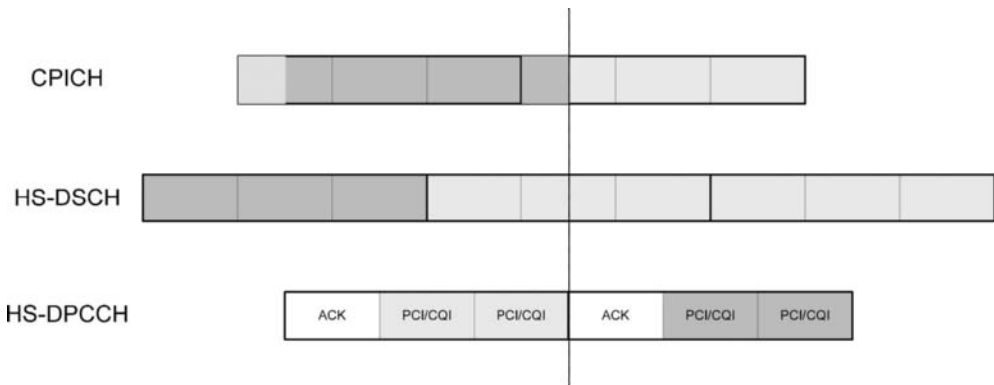 CPICH
HS-DSCH
HS-DPCCH
ACK PCI/CQI PCI/CQI ACK PCI/CQI PCI/CQI